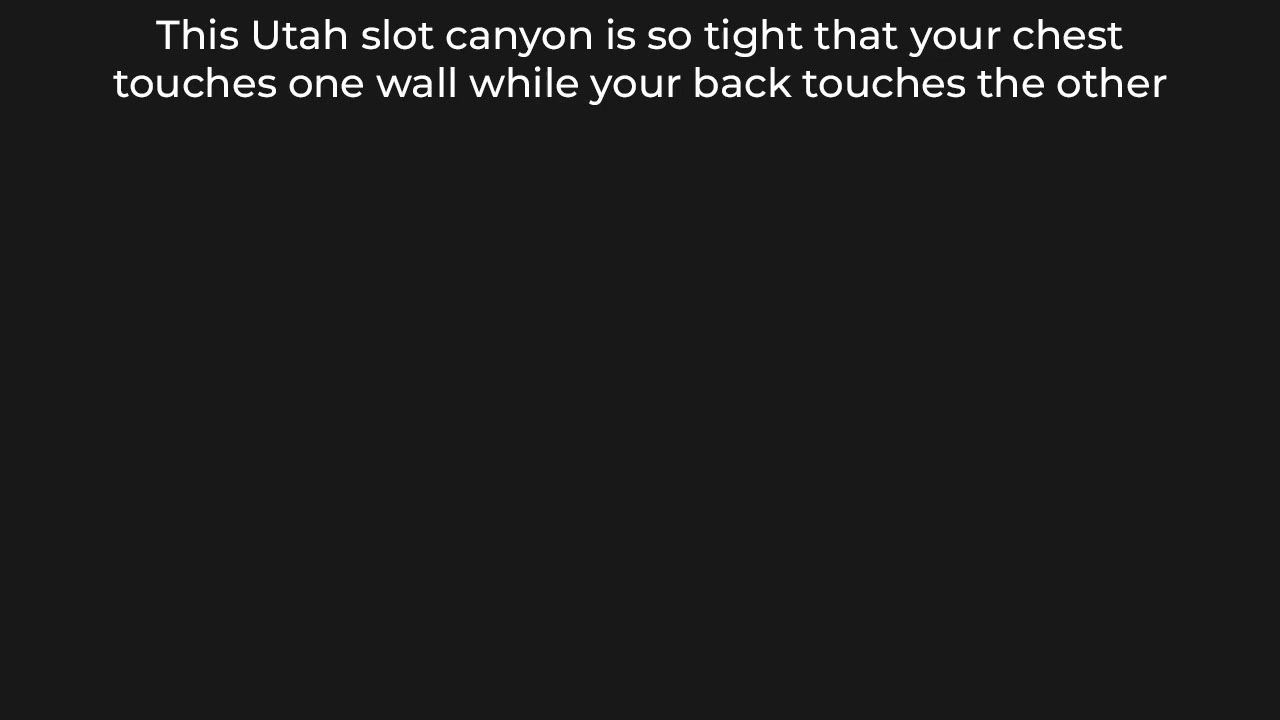 This Utah slot canyon is so tight that your chest
touches one wall while your back touches the other